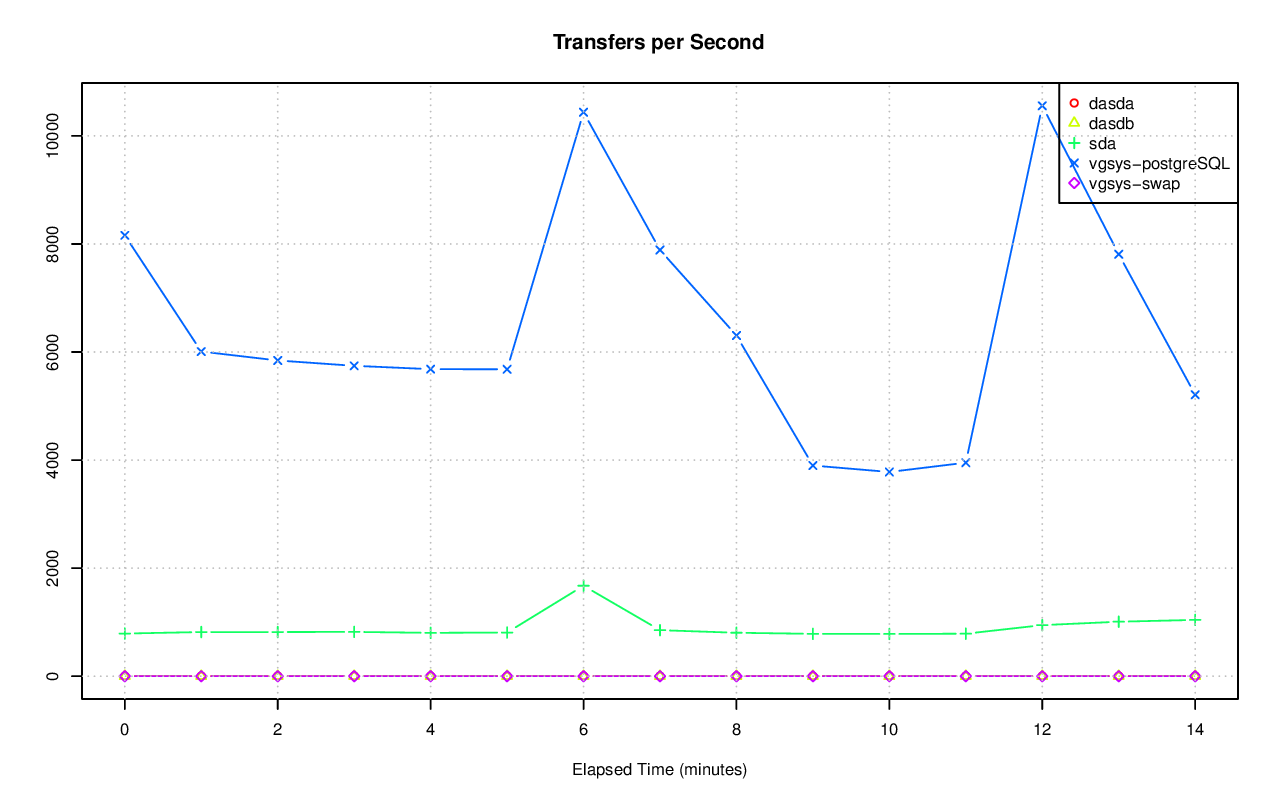 Transfers per Second
dasda
dasdb
sda
vgsys−postgreSQL
vgsys−swap
10000
8000
6000
4000
2000
0
0 2 4 6 8 10 12 14
Elapsed Time (minutes)